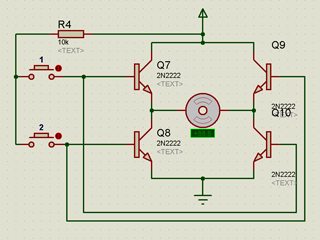 R4
10k
<TEXT>
1
2
Q7
2N2222
<TEXT>
Q8
2N2222
<TEXT>
Q9
2N2222
<TEXT>
Q10
2N2222
<TEXT>